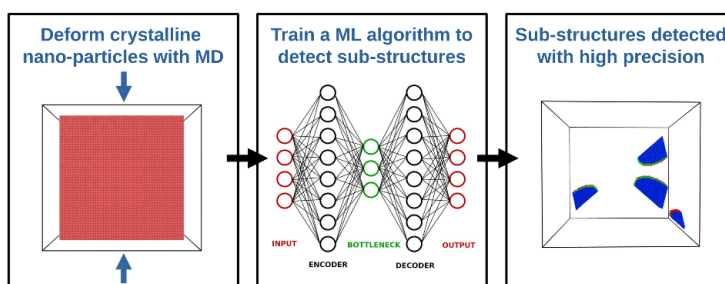 Deform crystalline
nano-particles with MD
Train a ML algorithm to
detect sub-structures
INPUT
BOTTLENECK
OUTPUT
ENCODER
DECODER
Sub-structures detected
with high precision